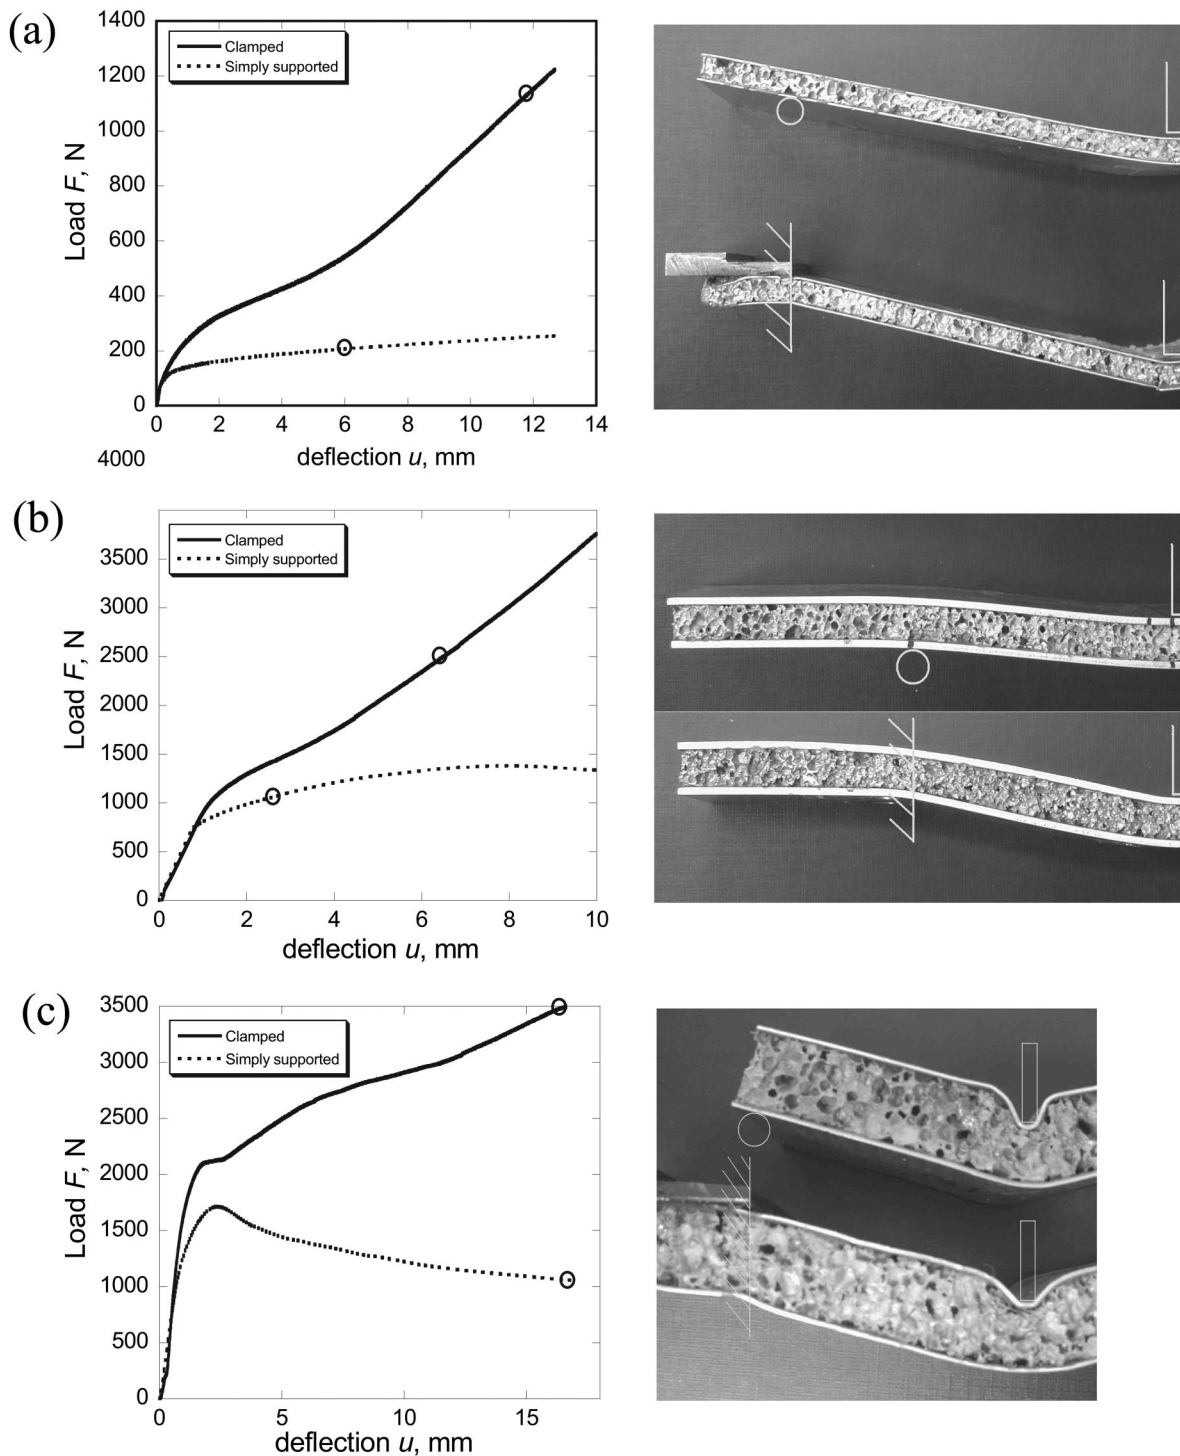 (a)
1400
1200
1000
800
600
400
200
0
Load F, N
Clamped
Simply supported
0 2 4 6 8 10 12 14
deflection u, mm
4000
(b)
3500
3000
2500
2000
1500
1000
500
0
Load F, N
Clamped
Simply supported
0 2 4 6 8 10
deflection u, mm
(c)
3500
3000
2500
2000
1500
1000
500
0
Load F, N
Clamped
Simply supported
0 5 10 15
deflection u, mm